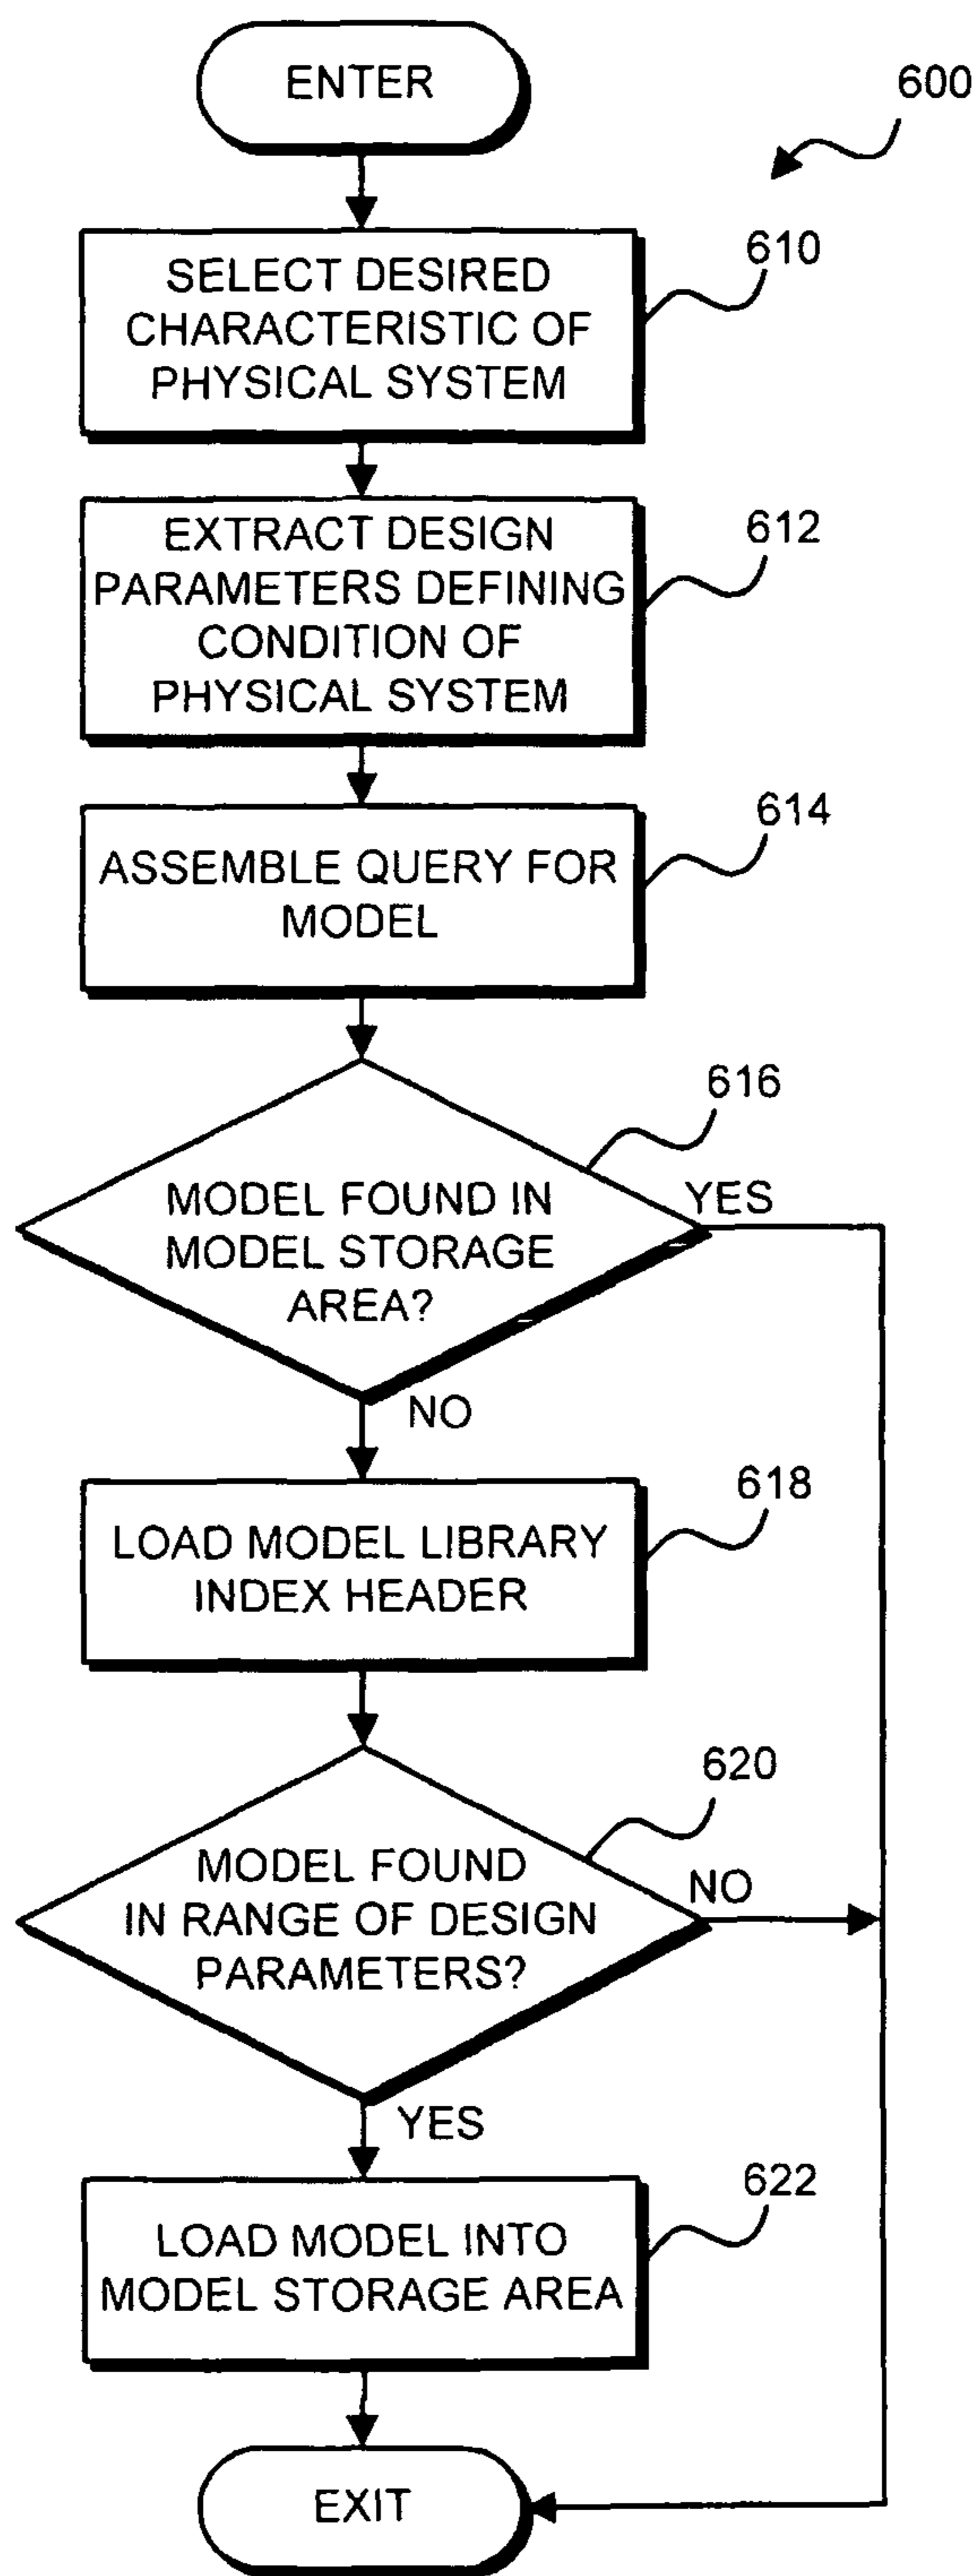 ENTER
600
SELECT DESIRED
CHARACTERISTIC OF
PHYSICAL SYSTEM
610
EXTRACT DESIGN
PARAMETERS DEFINING
CONDITION OF
PHYSICAL SYSTEM
612
ASSEMBLE QUERY FOR
MODEL
614
616
MODEL FOUND IN
MODEL STORAGE
AREA?
YES
NO
LOAD MODEL LIBRARY
INDEX HEADER
618
620
MODEL FOUND
IN RANGE OF DESIGN
PARAMETERS?
NO
YES
LOAD MODEL INTO
MODEL STORAGE AREA
622
EXIT